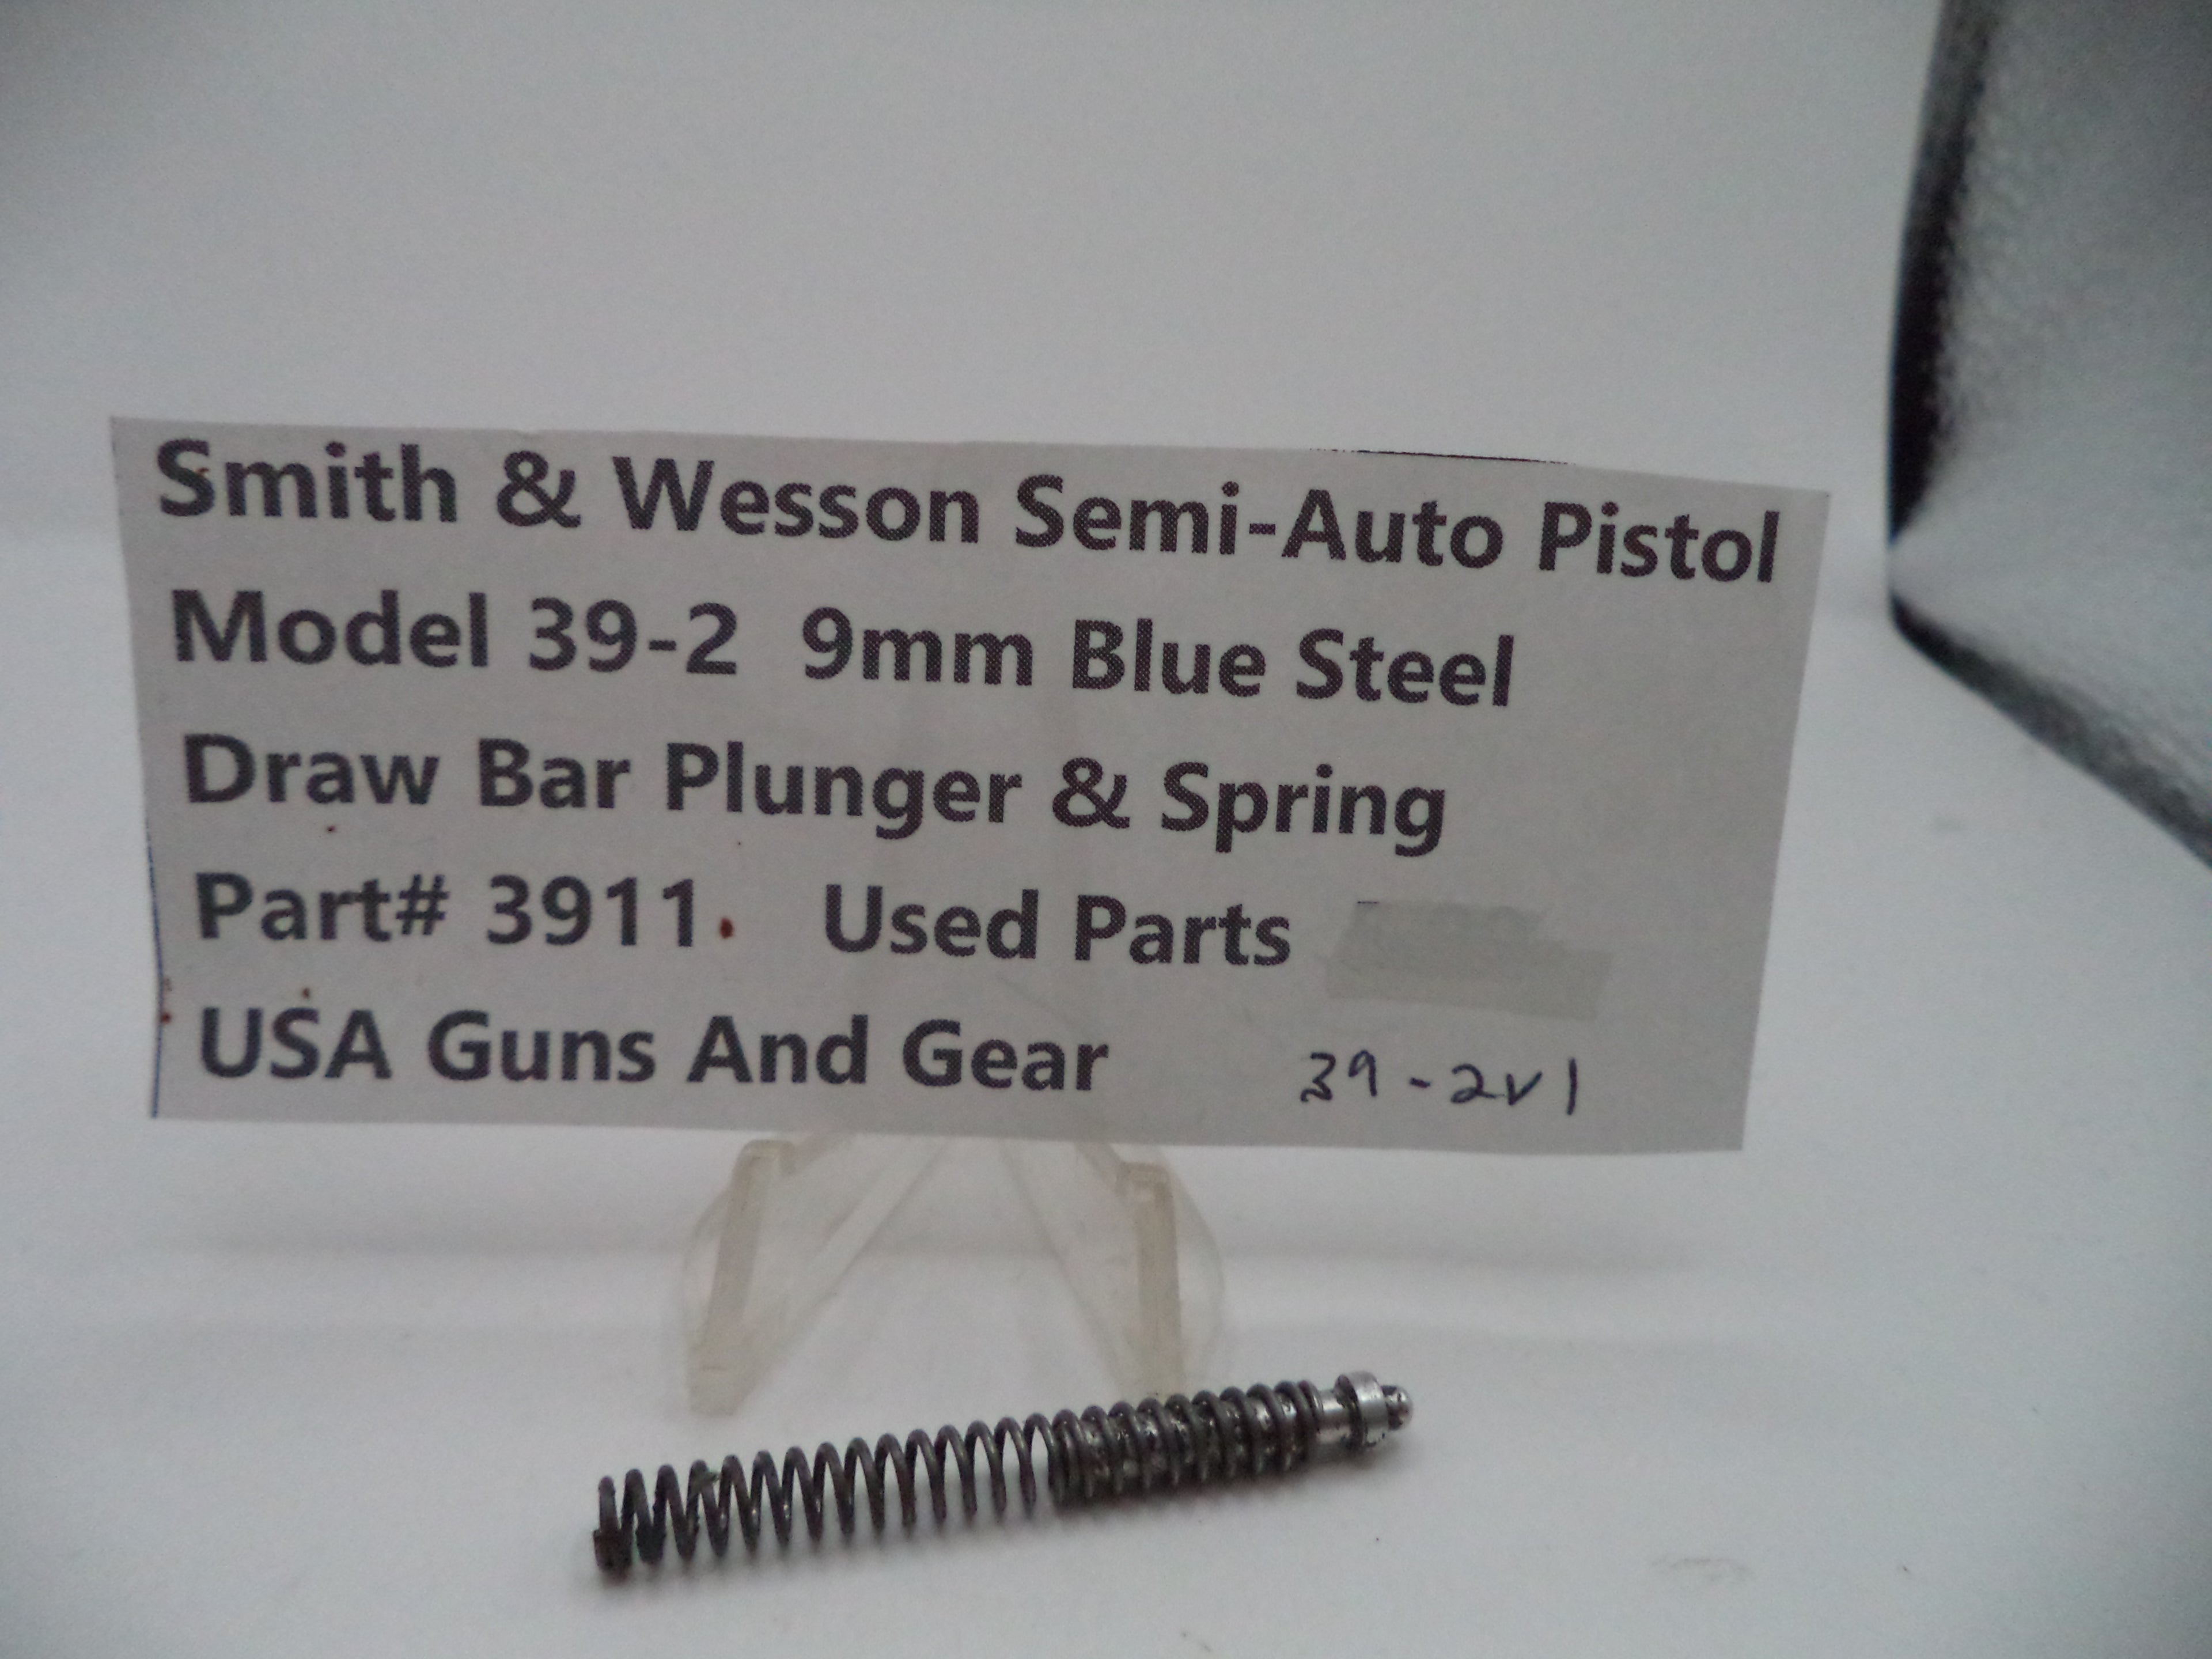 Smith & Wesson Semi-Auto Pistol
Model 39-2 9mm Blue Steel
Draw Bar Plunger & Spring
Part# 3911 Used Parts
USA Guns And Gear 39-2v1